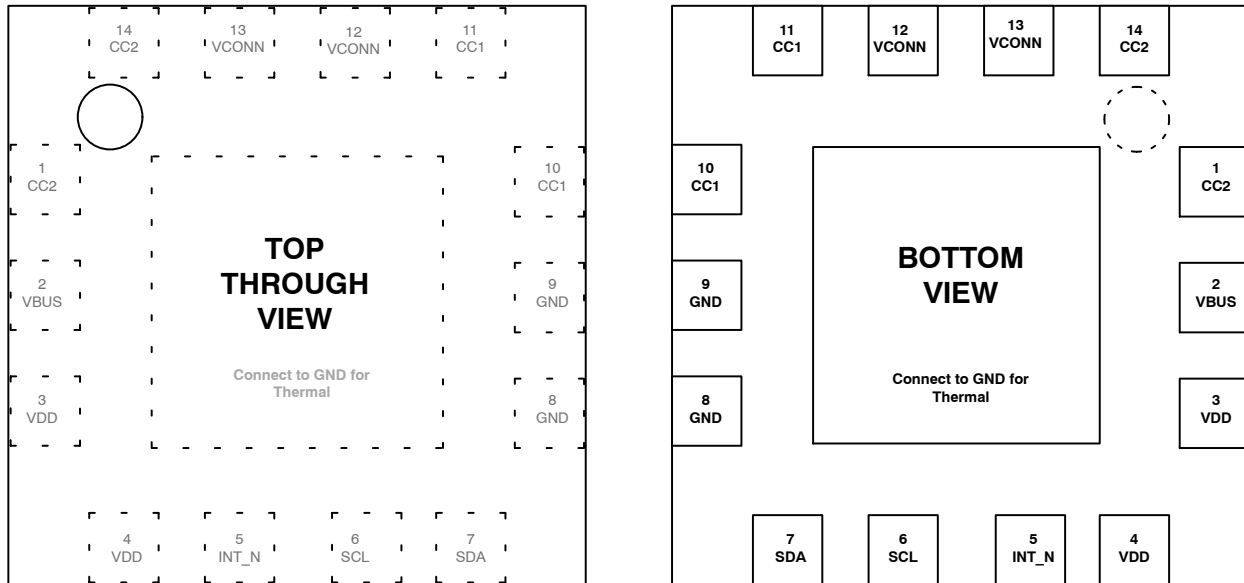 14
CC2
13
VCONN
12
VCONN
11
CC1
1
CC2
10
CC1
2
VBUS
9
GND
3
VDD
8
GND
TOP
THROUGH
VIEW
Connect to GND for
Thermal
4
VDD
5
INT_N
6
SCL
7
SDA
11
CC1
12
VCONN
13
VCONN
14
CC2
10
CC1
1
CC2
9
GND
2
VBUS
8
GND
3
VDD
BOTTOM
VIEW
Connect to GND for
Thermal
7
SDA
6
SCL
5
INT_N
4
VDD